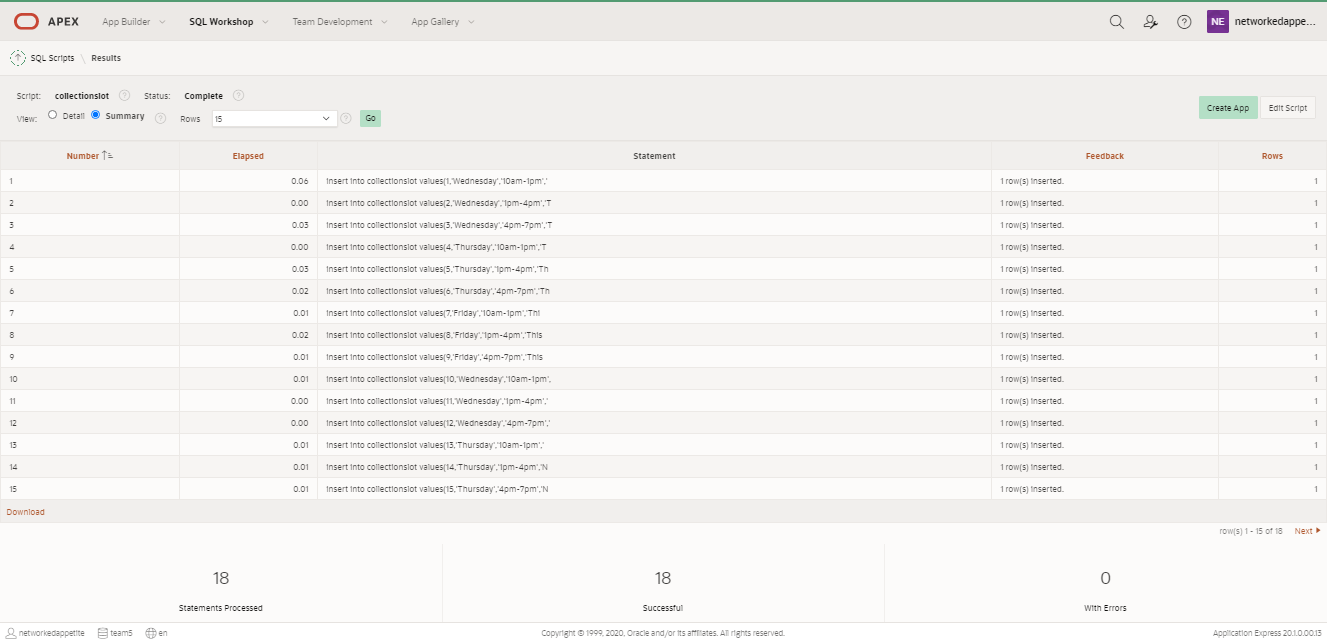 APEX App Builder SQL Workshop Team Development App Gallery NE networkedappe...
SQL Scripts \ Results
Script: collectionslot ? Status: Complete ?
View: Detail Summary ? Rows 15 ? Go Create App Edit Script
Number Elapsed Statement Feedback Rows
1 0.06 insert into collectionslot values(1,'Wednesday','10am-1pm',' 1 row(s) inserted. 1
2 0.00 insert into collectionslot values(2,'Wednesday','1pm-4pm','T 1 row(s) inserted. 1
3 0.03 insert into collectionslot values(3,'Wednesday','4pm-7pm','T 1 row(s) inserted. 1
4 0.00 insert into collectionslot values(4,'Thursday','10am-1pm','T 1 row(s) inserted. 1
5 0.03 insert into collectionslot values(5,'Thursday','1pm-4pm','Th 1 row(s) inserted. 1
6 0.02 insert into collectionslot values(6,'Thursday','4pm-7pm','Th 1 row(s) inserted. 1
7 0.01 insert into collectionslot values(7,'Friday','10am-1pm','Thi 1 row(s) inserted. 1
8 0.02 insert into collectionslot values(8,'Friday','1pm-4pm','This 1 row(s) inserted. 1
9 0.01 insert into collectionslot values(9,'Friday','4pm-7pm','This 1 row(s) inserted. 1
10 0.01 insert into collectionslot values(10,'Wednesday','10am-1pm', 1 row(s) inserted. 1
11 0.00 insert into collectionslot values(11,'Wednesday','1pm-4pm',' 1 row(s) inserted. 1
12 0.00 insert into collectionslot values(12,'Wednesday','4pm-7pm',' 1 row(s) inserted. 1
13 0.01 insert into collectionslot values(13,'Thursday','10am-1pm',' 1 row(s) inserted. 1
14 0.01 insert into collectionslot values(14,'Thursday','1pm-4pm','N 1 row(s) inserted. 1
15 0.01 insert into collectionslot values(15,'Thursday','4pm-7pm','N 1 row(s) inserted. 1
Download
row(s) 1 - 15 of 18 Next
18 18 0
Statements Processed Successful With Errors
networkedappetite team5 en Copyright © 1999, 2020, Oracle and/or its affiliates. All rights reserved. Application Express 20.1.0.00.13